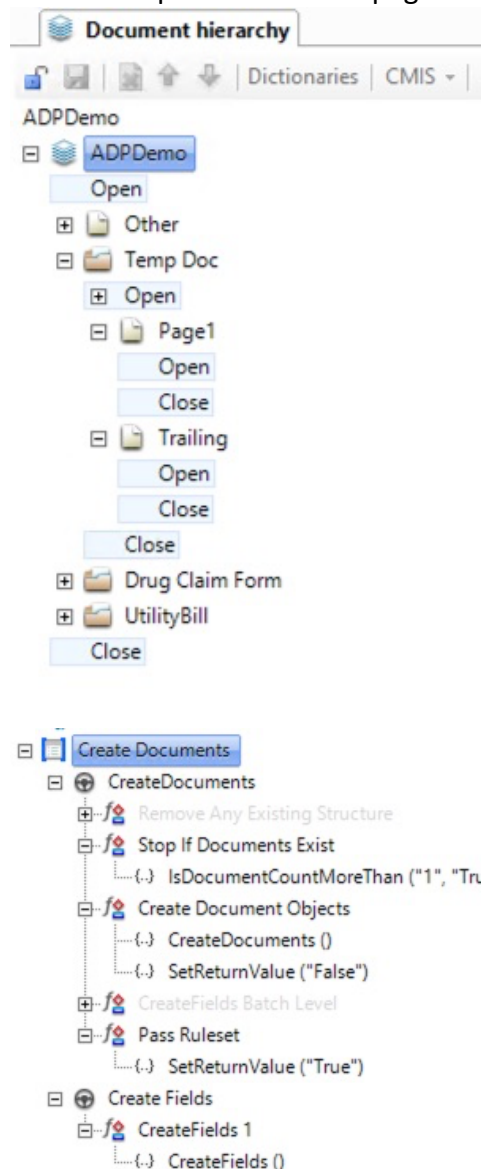 Document hierarchy
Dictionaries | CMIS
ADPDemo
ADPDemo
Open
Other
Temp Doc
Open
Page1
Open
Close
Trailing
Open
Close
Close
Drug Claim Form
UtilityBill
Close
Create Documents
CreateDocuments
Remove Any Existing Structure
Stop If Documents Exist
{..} IsDocumentCountMoreThan ("1", "Tru
Create Document Objects
{..} CreateDocuments ()
{..} SetReturnValue ("False")
CreateFields Batch Level
Pass Ruleset
{..} SetReturnValue ("True")
Create Fields
CreateFields 1
{..} CreateFields ()